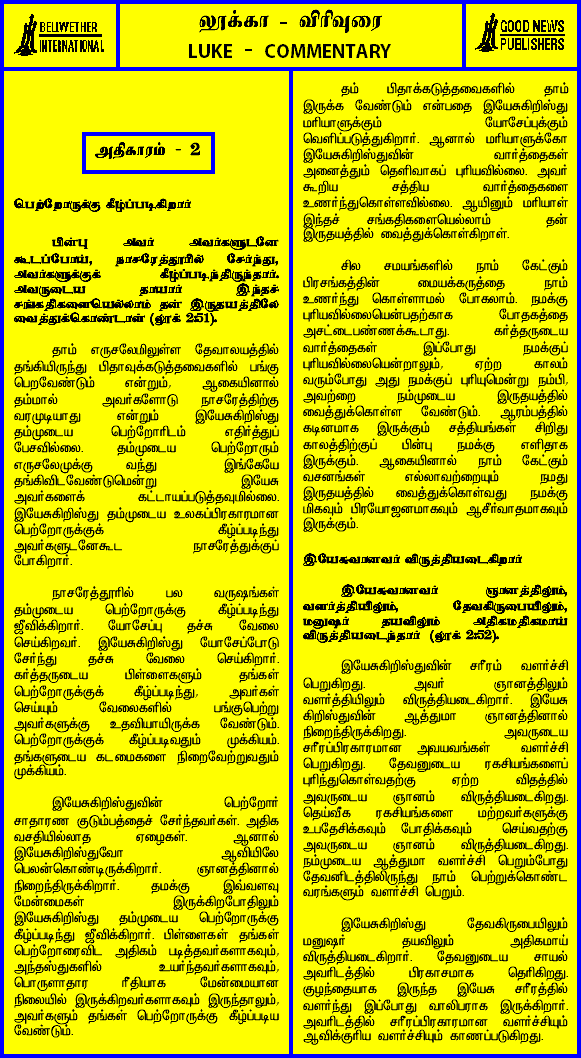 BELIWETHER
INTERNATIONAL
லூக்கா - விரிவுரை
LUKE - COMMENTARY
GOOD NEWS
PUBLISHERS
அதிகாரம் - 2
பெற்றோருக்கு கீழ்ப்படிகிறார்
பின்பு அவர் அவர்களுடனே
கூடப்போய், நாசரேத்தூரில் சேர்ந்து,
அவர்களுக்குக் கீழ்ப்படிந்திருந்தார்.
அவருடைய தாயார் இந்தச்
சங்கதிகளையெல்லாம் தன் இருதயத்திலே
வைத்துக்கொண்டாள் (லூக் 2:51).
தாம் எருசலேமிலுள்ள தேவாலயத்தில்
தங்கியிருந்து பிதாவுக்கடுத்தவைகளில் பங்கு
பெறவேண்டும் என்றும், ஆகையினால்
தம்மால் அவர்களோடு நாசரேத்திற்கு
வரமுடியாது என்றும் இயேசுகிறிஸ்து
தம்முடைய பெற்றோரிடம் எதிர்த்துப்
பேசவில்லை. தம்முடைய பெற்றோரும்
எருசலேமுக்கு வந்து இங்கேயே
தங்கிவிடவேண்டுமென்று இயேசு
அவர்களைக் கட்டாயப்படுத்தவுமில்லை.
இயேசுகிறிஸ்து தம்முடைய உலகப்பிரகாரமான
பெற்றோருக்குக் கீழ்ப்படிந்து
அவர்களுடனேகூட நாசரேத்துக்குப்
போகிறார்.
நாசரேத்தூரில் பல வருஷங்கள்
தம்முடைய பெற்றோருக்கு கீழ்ப்படிந்து
ஜீவிக்கிறார். யோசேப்பு தச்சு வேலை
செய்கிறவர். இயேசுகிறிஸ்து யோசேப்போடு
சேர்ந்து தச்சு வேலை செய்கிறார்.
கர்த்தருடைய பிள்ளைகளும் தங்கள்
பெற்றோருக்குக் கீழ்ப்படிந்து, அவர்கள்
செய்யும் வேலைகளில் பங்குபெற்று
அவர்களுக்கு உதவியாயிருக்க வேண்டும்.
பெற்றோருக்குக் கீழ்ப்படிவதும் முக்கியம்.
தங்களுடைய கடமைகளை நிறைவேற்றுவதும்
முக்கியம்.
இயேசுகிறிஸ்துவின் பெற்றோர்
சாதாரண குடும்பத்தைச் சேர்ந்தவர்கள். அதிக
வசதியில்லாத ஏழைகள். ஆனால்
இயேசுகிறிஸ்துவோ ஆவியிலே
பெலன்கொண்டிருக்கிறார். ஞானத்தினால்
நிறைந்திருக்கிறார். தமக்கு இவ்வளவு
மேன்மைகள் இருக்கிறபோதிலும்
இயேசுகிறிஸ்து தம்முடைய பெற்றோருக்கு
கீழ்ப்படிந்து ஜீவிக்கிறார். பிள்ளைகள் தங்கள்
பெற்றோரைவிட அதிகம் படித்தவர்களாகவும்,
அந்தஸ்துகளில் உயர்ந்தவர்களாகவும்,
பொருளாதார ரீதியாக மேன்மையான
நிலையில் இருக்கிறவர்களாகவும் இருந்தாலும்,
அவர்களும் தங்கள் பெற்றோருக்கு கீழ்ப்படிய
வேண்டும்.
தம் பிதாக்கடுத்தவைகளில் தாம்
இருக்க வேண்டும் என்பதை இயேசுகிறிஸ்து
மரியாளுக்கும் யோசேப்புக்கும்
வெளிப்படுத்துகிறார். ஆனால் மரியாளுக்கோ
இயேசுகிறிஸ்துவின் வார்த்தைகள்
அனைத்தும் தெளிவாகப் புரியவில்லை. அவர்
கூறிய சத்திய வார்த்தைகளை
உணர்ந்துகொள்ளவில்லை. ஆயினும் மரியாள்
இந்தச் சங்கதிகளையெல்லாம் தன்
இருதயத்தில் வைத்துக்கொள்கிறாள்.
சில சமயங்களில் நாம் கேட்கும்
பிரசங்கத்தின் மையக்கருத்தை நாம்
உணர்ந்து கொள்ளாமல் போகலாம். நமக்கு
புரியவில்லையென்பதற்காக போதகத்தை
அசட்டைபண்ணக்கூடாது. கர்த்தருடைய
வார்த்தைகள் இப்போது நமக்குப்
புரியவில்லையென்றாலும், ஏற்ற காலம்
வரும்போது அது நமக்குப் புரியுமென்று நம்பி,
அவற்றை நம்முடைய இருதயத்தில்
வைத்துக்கொள்ள வேண்டும். ஆரம்பத்தில்
கடினமாக இருக்கும் சத்தியங்கள் சிறிது
காலத்திற்குப் பின்பு நமக்கு எளிதாக
இருக்கும். ஆகையினால் நாம் கேட்கும்
வசனங்கள் எல்லாவற்றையும் நமது
இருதயத்தில் வைத்துக்கொள்வது நமக்கு
மிகவும் பிரயோஜனமாகவும் ஆசீர்வாதமாகவும்
இருக்கும்.
இயேசுவானவர் விருத்தியடைகிறார்
இயேசுவானவர் ஞானத்திலும்,
வளர்த்தியிலும், தேவகிருபையிலும்,
மனுஷர் தயவிலும் அதிகமதிகமாய்
விருத்தியடைந்தார் (லூக் 2:52).
இயேசுகிறிஸ்துவின் சரீரம் வளர்ச்சி
பெறுகிறது. அவர் ஞானத்திலும்
வளர்த்தியிலும் விருத்தியடைகிறார். இயேசு
கிறிஸ்துவின் ஆத்துமா ஞானத்தினால்
நிறைந்திருக்கிறது. அவருடைய
சரீரப்பிரகாரமான அவயவங்கள் வளர்ச்சி
பெறுகிறது. தேவனுடைய ரகசியங்களைப்
புரிந்துகொள்வதற்கு ஏற்ற விதத்தில்
அவருடைய ஞானம் விருத்தியடைகிறது.
தெய்வீக ரகசியங்களை மற்றவர்களுக்கு
உபதேசிக்கவும் போதிக்கவும் செய்வதற்கு
அவருடைய ஞானம் விருத்தியடைகிறது.
நம்முடைய ஆத்துமா வளர்ச்சி பெறும்போது
தேவனிடத்திலிருந்து நாம் பெற்றுக்கொண்ட
வரங்களும் வளர்ச்சி பெறும்.
இயேசுகிறிஸ்து தேவகிருபையிலும்
மனுஷர் தயவிலும் அதிகமாய்
விருத்தியடைகிறார். தேவனுடைய சாயல்
அவரிடத்தில் பிரகாசமாக தெரிகிறது.
குழந்தையாக இருந்த இயேசு சரீரத்தில்
வளர்ந்து இப்போது வாலிபராக இருக்கிறார்.
அவரிடத்தில் சரீரப்பிரகாரமான வளர்ச்சியும்
ஆவிக்குரிய வளர்ச்சியும் காணப்படுகிறது.